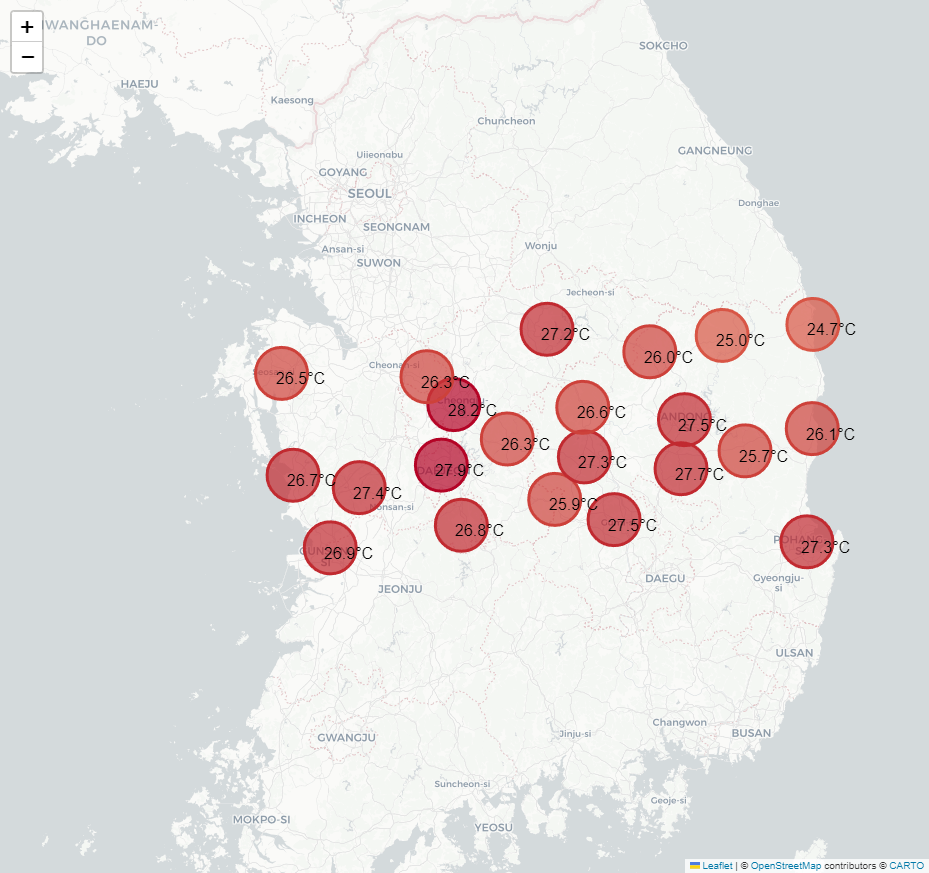 +
−
WANGHAENAM-
DO
SOKCHO
HAEJU
Kaesong
Chuncheon
GANGNEUNG
Uijeongbu
GOYANG
SEOUL
Donghae
INCHEON
SEONGNAM
Ansan-si
Wonju
SUWON
Jecheon-si
24.7°C
27.2°C
25.0°C
26.0°C
Cheonan-si
26.5°C
26.3°C
28.2°C
26.6°C
ANDONG
27.5°C
26.1°C
26.3°C
25.7°C
27.3°C
27.9°C
27.7°C
26.7°C
27.4°C
25.9°C
Nonsan-si
27.5°C
26.8°C
POHANG-
27.3°C
26.9°C
SI
DAEGU
Gyeongju-
si
JEONJU
ULSAN
Changwon
BUSAN
Jinju-si
GWANGJU
Suncheon-si
Geoje-si
MOKPO-SI
YEOSU
Leaflet | © OpenStreetMap contributors © CARTO